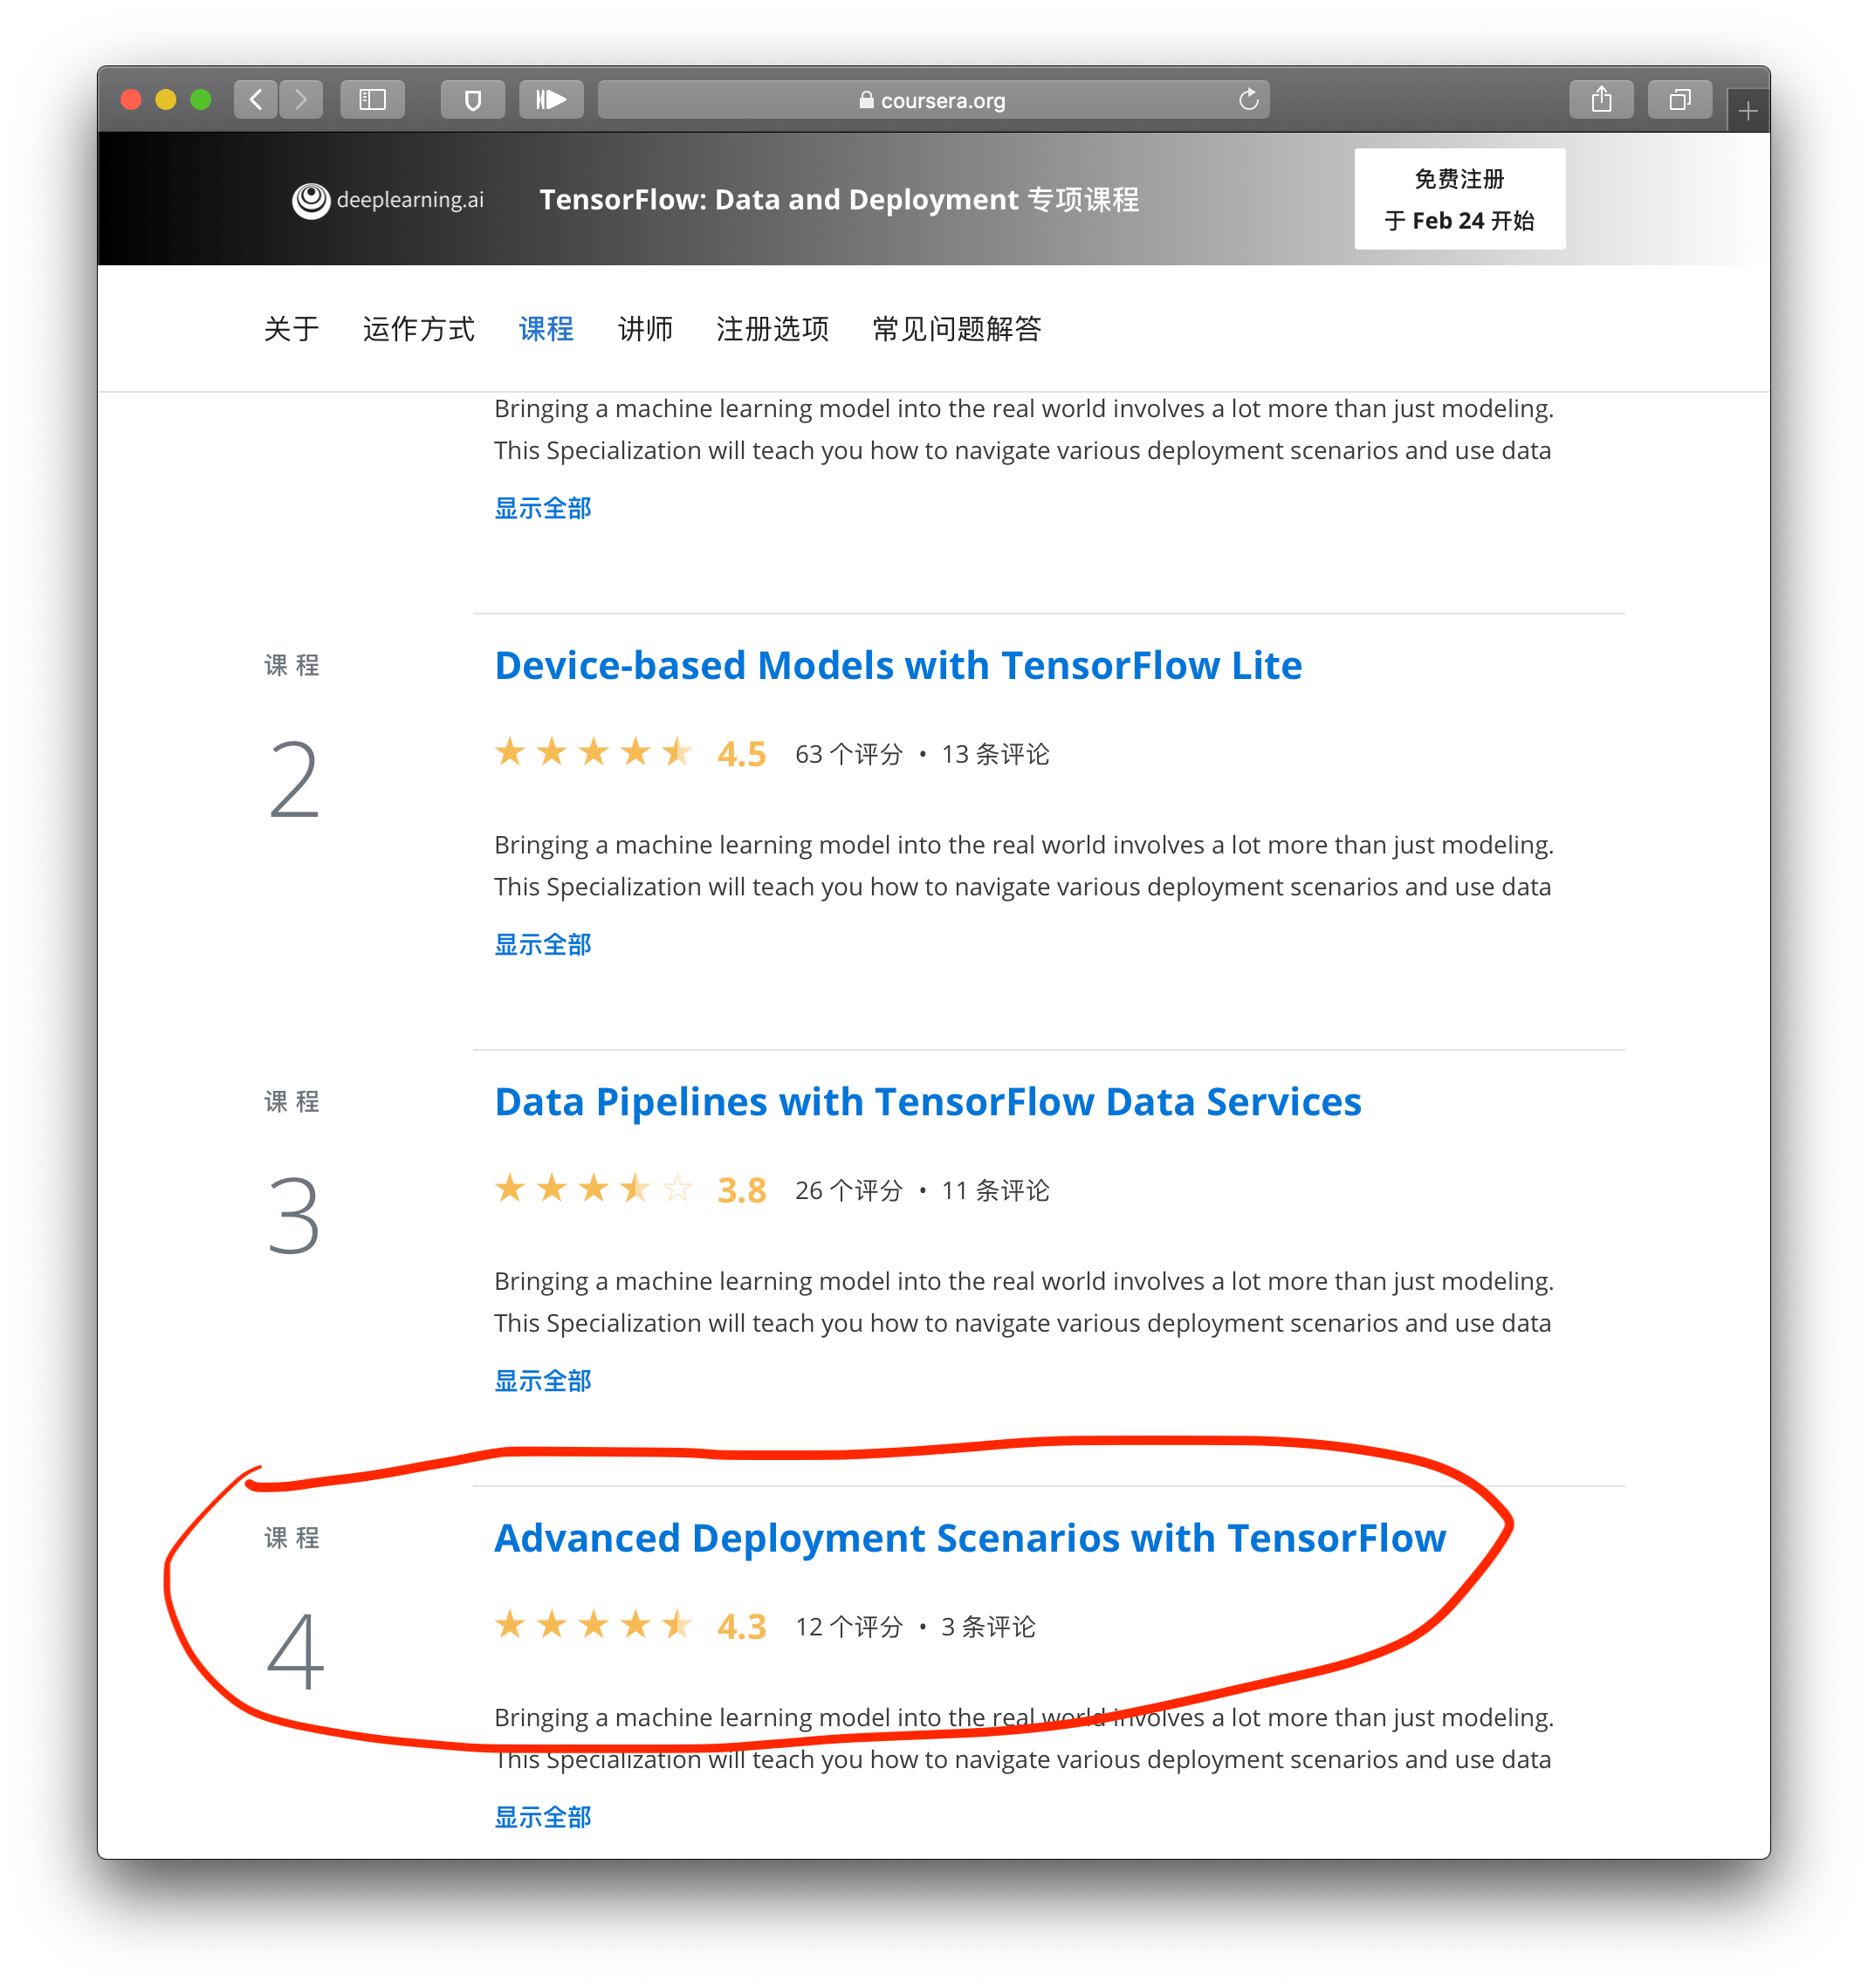 coursera.org
deeplearning.ai
TensorFlow: Data and Deployment 专项课程
免费注册
于 Feb 24 开始
关于 运作方式 课程 讲师 注册选项 常见问题解答
Bringing a machine learning model into the real world involves a lot more than just modeling.
This Specialization will teach you how to navigate various deployment scenarios and use data
显示全部
课程
2
Device-based Models with TensorFlow Lite
4.5 63 个评分 • 13 条评论
Bringing a machine learning model into the real world involves a lot more than just modeling.
This Specialization will teach you how to navigate various deployment scenarios and use data
显示全部
课程
3
Data Pipelines with TensorFlow Data Services
3.8 26 个评分 • 11 条评论
Bringing a machine learning model into the real world involves a lot more than just modeling.
This Specialization will teach you how to navigate various deployment scenarios and use data
显示全部
课程
4
Advanced Deployment Scenarios with TensorFlow
4.3 12 个评分 • 3 条评论
Bringing a machine learning model into the real world involves a lot more than just modeling.
This Specialization will teach you how to navigate various deployment scenarios and use data
显示全部